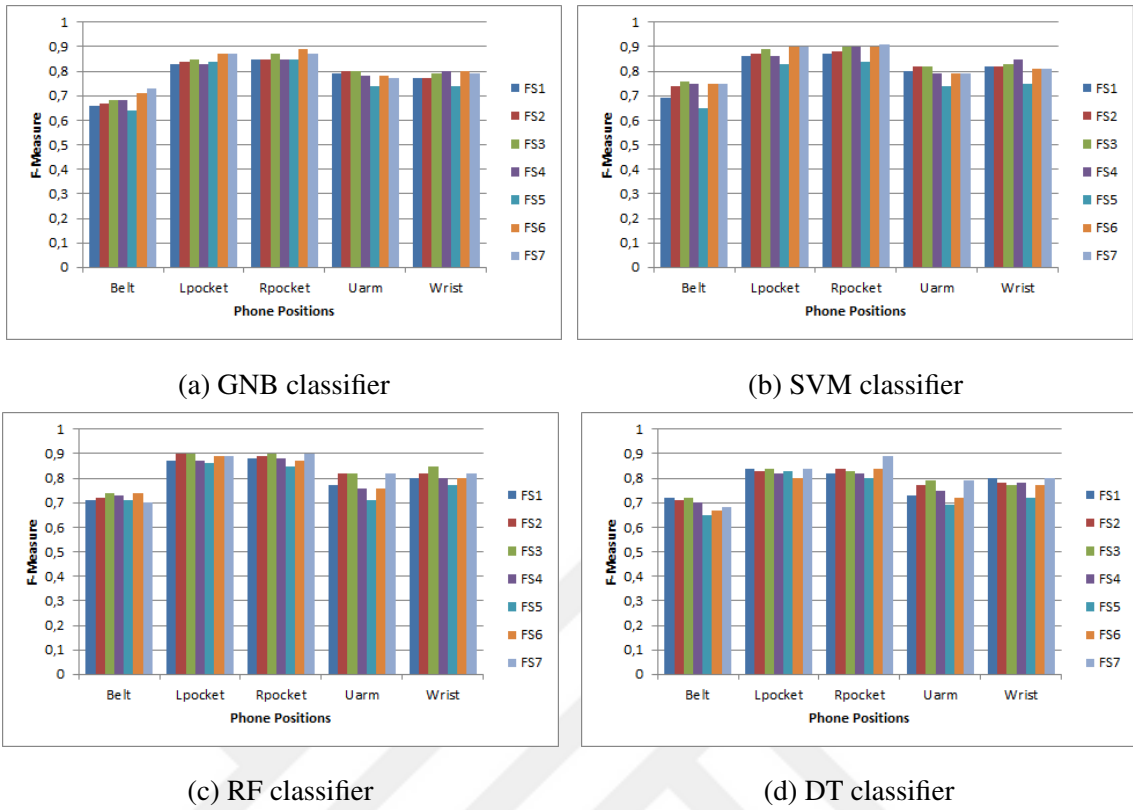 1
0,9
0,8
0,7
0,6
0,5
0,4
0,3
0,2
0,1
0
F-Measure
Belt Lpocket Rpocket Uarm Wrist
Phone Positions
FS1
FS2
FS3
FS4
FS5
FS6
FS7
(a) GNB classifier
1
0,9
0,8
0,7
0,6
0,5
0,4
0,3
0,2
0,1
0
F-Measure
Belt Lpocket Rpocket Uarm Wrist
Phone Positions
FS1
FS2
FS3
FS4
FS5
FS6
FS7
(b) SVM classifier
1
0,9
0,8
0,7
0,6
0,5
0,4
0,3
0,2
0,1
0
F-Measure
Belt Lpocket Rpocket Uarm Wrist
Phone Positions
FS1
FS2
FS3
FS4
FS5
FS6
FS7
(c) RF classifier
1
0,9
0,8
0,7
0,6
0,5
0,4
0,3
0,2
0,1
0
F-Measure
Belt Lpocket Rpocket Uarm Wrist
Phone Positions
FS1
FS2
FS3
FS4
FS5
FS6
FS7
(d) DT classifier